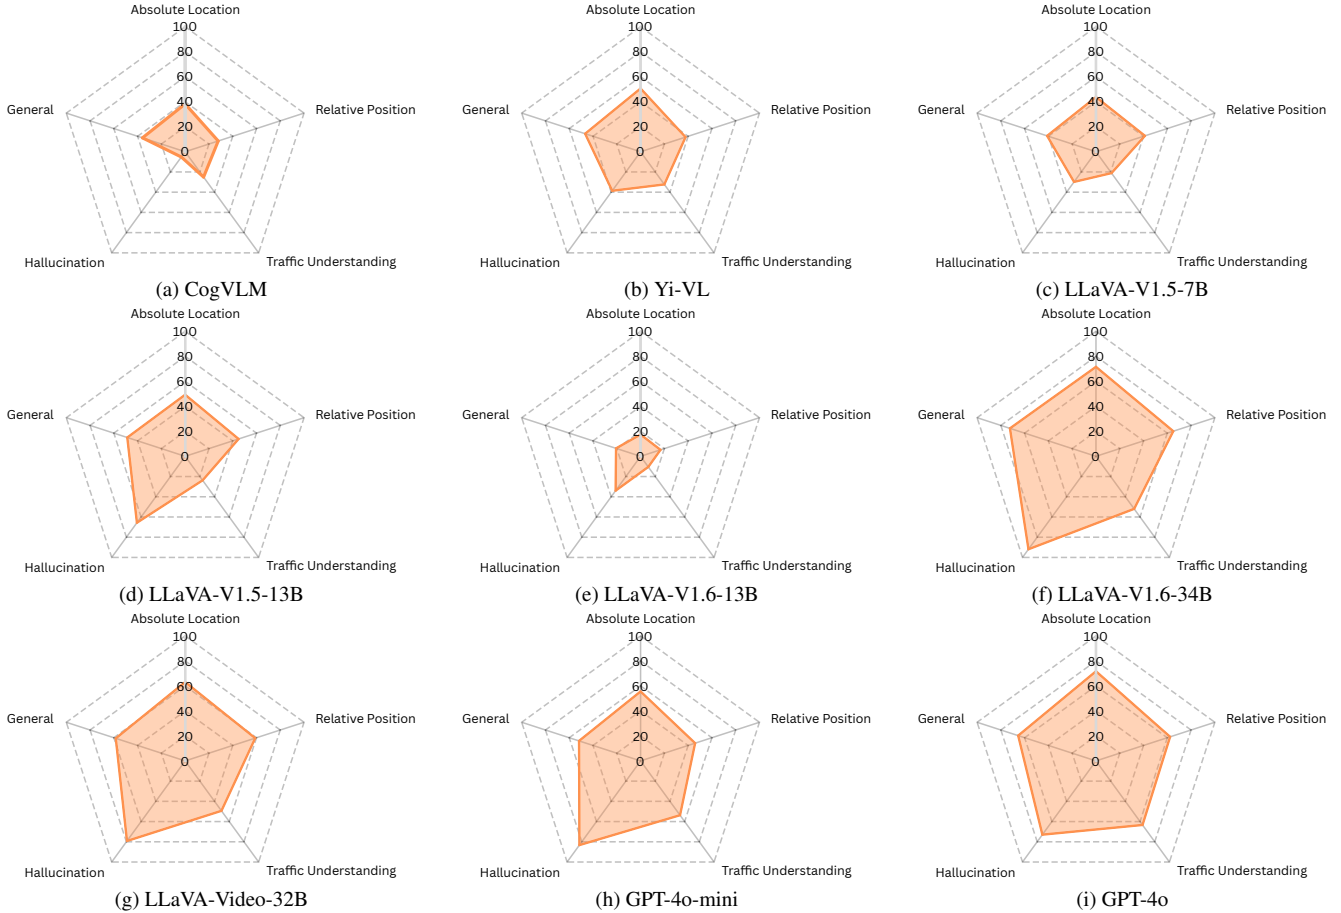 Absolute Location Absolute Location Absolute Location
100 100 100
80 80 80
60 60 60
General 40 Relative Position General 40 Relative Position General 40 Relative Position
20 20 20
0 0 0
Hallucination Traffic Understanding Hallucination Traffic Understanding Hallucination Traffic Understanding
(a) CogVLM (b) Yi-VL (c) LLaVA-V1.5-7B
Absolute Location Absolute Location Absolute Location
100 100 100
80 80 80
60 60 60
General 40 Relative Position General 40 Relative Position General 40 Relative Position
20 20 20
0 0 0
Hallucination Traffic Understanding Hallucination Traffic Understanding Hallucination Traffic Understanding
(d) LLaVA-V1.5-13B (e) LLaVA-V1.6-13B (f) LLaVA-V1.6-34B
Absolute Location Absolute Location Absolute Location
100 100 100
80 80 80
60 60 60
General 40 Relative Position General 40 Relative Position General 40 Relative Position
20 20 20
0 0 0
Hallucination Traffic Understanding Hallucination Traffic Understanding Hallucination Traffic Understanding
(g) LLaVA-Video-32B (h) GPT-4o-mini (i) GPT-4o